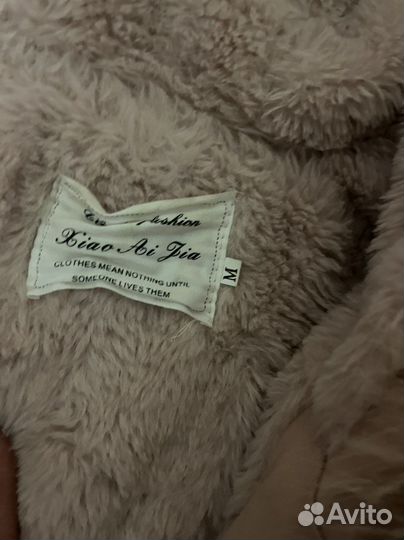 fashion
Xiao Ai Jia
CLOTHES MEAN NOTHING UNTIL
SOMEONE LIVES THEM
M
Avito